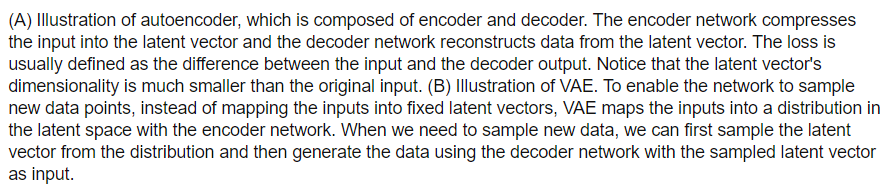 (A) Illustration of autoencoder, which is composed of encoder and decoder. The encoder network compresses
the input into the latent vector and the decoder network reconstructs data from the latent vector. The loss is
usually defined as the difference between the input and the decoder output. Notice that the latent vector's
dimensionality is much smaller than the original input. (B) Illustration of VAE. To enable the network to sample
new data points, instead of mapping the inputs into fixed latent vectors, VAE maps the inputs into a distribution in
the latent space with the encoder network. When we need to sample new data, we can first sample the latent
vector from the distribution and then generate the data using the decoder network with the sampled latent vector
as input.